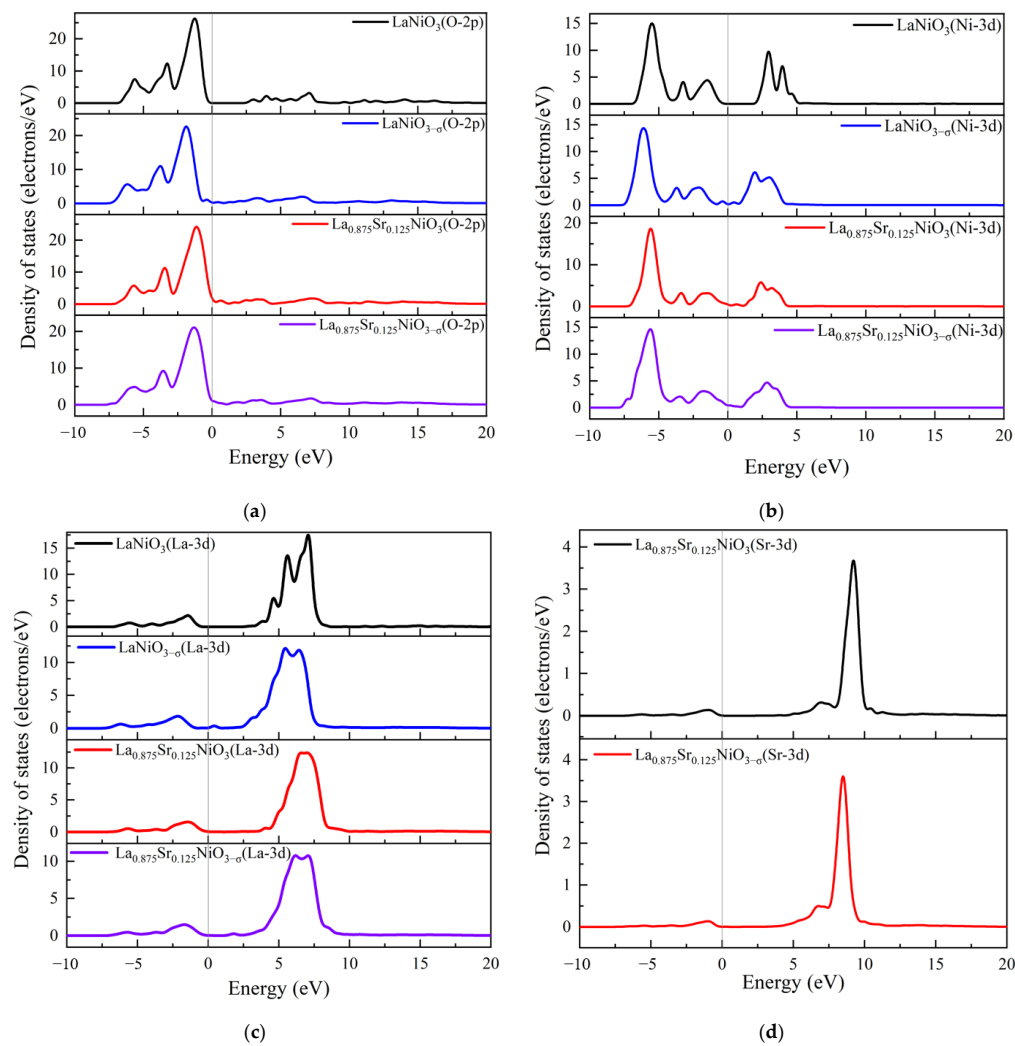 LaNiO₃(O-2p)
20
10
0
LaNiO₃₋σ(O-2p)
20
10
0
La₀.₈₇₅Sr₀.₁₂₅NiO₃(O-2p)
20
10
0
La₀.₈₇₅Sr₀.₁₂₅NiO₃₋σ(O-2p)
20
10
0
−10 −5 0 5 10 15 20
Energy (eV)
Density of states (electrons/eV)
(a)
LaNiO₃(Ni-3d)
15
10
5
0
LaNiO₃₋σ(Ni-3d)
15
10
5
0
La₀.₈₇₅Sr₀.₁₂₅NiO₃(Ni-3d)
20
10
0
La₀.₈₇₅Sr₀.₁₂₅NiO₃₋σ(Ni-3d)
15
10
5
0
−10 −5 0 5 10 15 20
Energy (eV)
Density of states (electrons/eV)
(b)
LaNiO₃(La-3d)
15
10
5
0
LaNiO₃₋σ(La-3d)
10
5
0
La₀.₈₇₅Sr₀.₁₂₅NiO₃(La-3d)
10
5
0
La₀.₈₇₅Sr₀.₁₂₅NiO₃₋σ(La-3d)
10
5
0
−10 −5 0 5 10 15 20
Energy (eV)
Density of states (electrons/eV)
(c)
La₀.₈₇₅Sr₀.₁₂₅NiO₃(Sr-3d)
4
3
2
1
0
La₀.₈₇₅Sr₀.₁₂₅NiO₃₋σ(Sr-3d)
4
3
2
1
0
−10 −5 0 5 10 15 20
Energy (eV)
Density of states (electrons/eV)
(d)